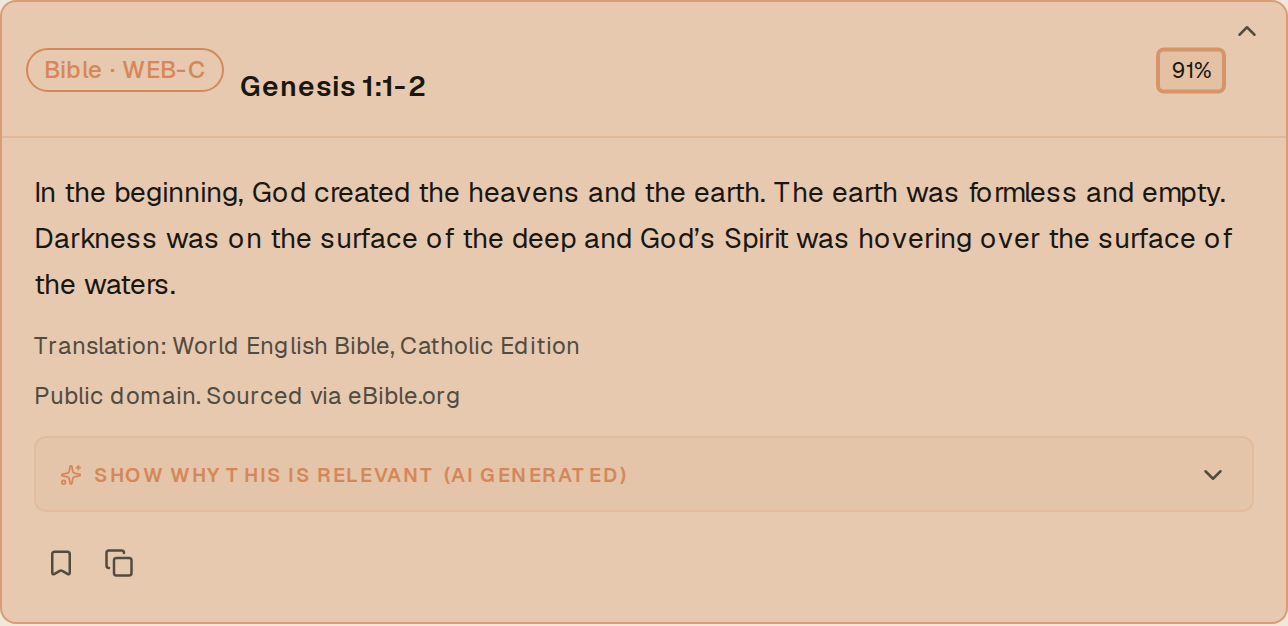 Bible · WEB-C
Genesis 1:1-2
91%
In the beginning, God created the heavens and the earth. The earth was formless and empty.
Darkness was on the surface of the deep and God’s Spirit was hovering over the surface of
the waters.
Translation: World English Bible, Catholic Edition
Public domain. Sourced via eBible.org
SHOW WHY THIS IS RELEVANT (AI GENERATED)